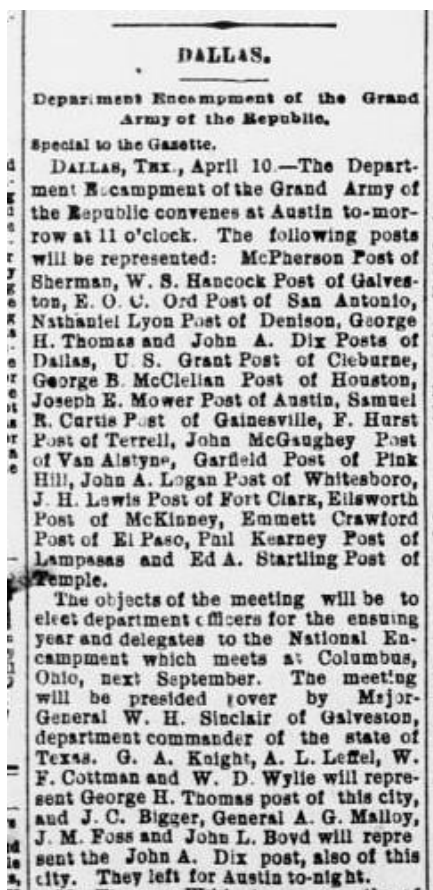 DALLAS.
Department Encampment of the Grand
Army of the Republic.
Special to the Gazette.
DALLAS, TEX., April 10.—The Depart-
ment Encampment of the Grand Army of
the Republic convenes at Austin to-mor-
row at 11 o'clock. The following posts
will be represented: McPherson Post of
Sherman, W. S. Hancock Post of Galves-
ton, E. O. C. Ord Post of San Antonio,
Nathaniel Lyon Post of Denison, George
H. Thomas and John A. Dix Posts of
Dallas, U. S. Grant Post of Cleburne,
George B. McClellan Post of Houston,
Joseph E. Mower Post of Austin, Samuel
R. Curtis Post of Gainesville, F. Hurst
Post of Terrell, John McGaughey Post
of Van Alstyne, Garfield Post of Pink
Hill, John A. Logan Post of Whitesboro,
J. H. Lewis Post of Fort Clark, Ellsworth
Post of McKinney, Emmett Crawford
Post of El Paso, Phil Kearney Post of
Lampasas and Ed A. Startling Post of
Temple.
The objects of the meeting will be to
elect department officers for the ensuing
year and delegates to the National En-
campment which meets at Columbus,
Ohio, next September. The meeting
will be presided over by Major-
General W. H. Sinclair of Galveston,
department commander of the state of
Texas. G. A. Knight, A. L. Leffel, W.
F. Cottman and W. D. Wylie will repre-
sent George H. Thomas post of this city,
and J. C. Bigger, General A. G. Malloy,
J. M. Foss and John L. Boyd will repre
sent the John A. Dix post, also of this
city. They left for Austin to-night.